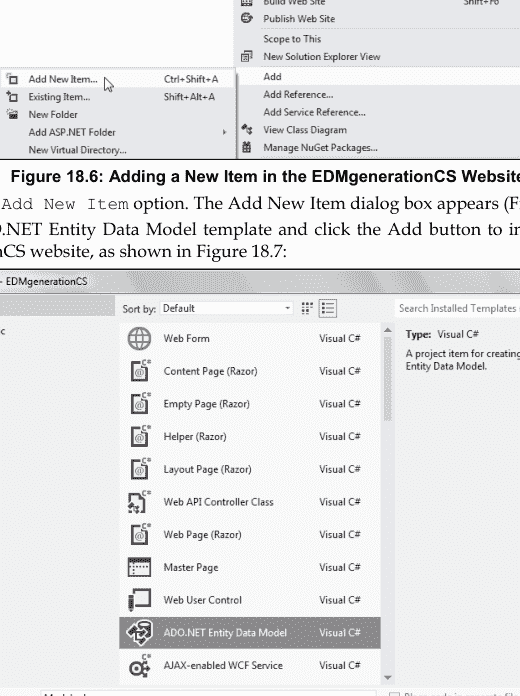 Build Web Site Shift+F6
Publish Web Site
Scope to This
New Solution Explorer View
Add New Item... Ctrl+Shift+A Add
Existing Item... Shift+Alt+A Add Reference...
New Folder Add Service Reference...
Add ASP.NET Folder View Class Diagram
New Virtual Directory... Manage NuGet Packages...
Figure 18.6: Adding a New Item in the EDMgenerationCS Website
Add New Item option. The Add New Item dialog box appears (Fi
O.NET Entity Data Model template and click the Add button to in
nCS website, as shown in Figure 18.7:
- EDMgenerationCS
Sort by: Default Search Installed Templates
c
Web Form Visual C# Type: Visual C#
Content Page (Razor) Visual C# A project item for creating
Entity Data Model.
Empty Page (Razor) Visual C#
Helper (Razor) Visual C#
Layout Page (Razor) Visual C#
Web API Controller Class Visual C#
Web Page (Razor) Visual C#
Master Page Visual C#
Web User Control Visual C#
ADO.NET Entity Data Model Visual C#
AJAX-enabled WCF Service Visual C#